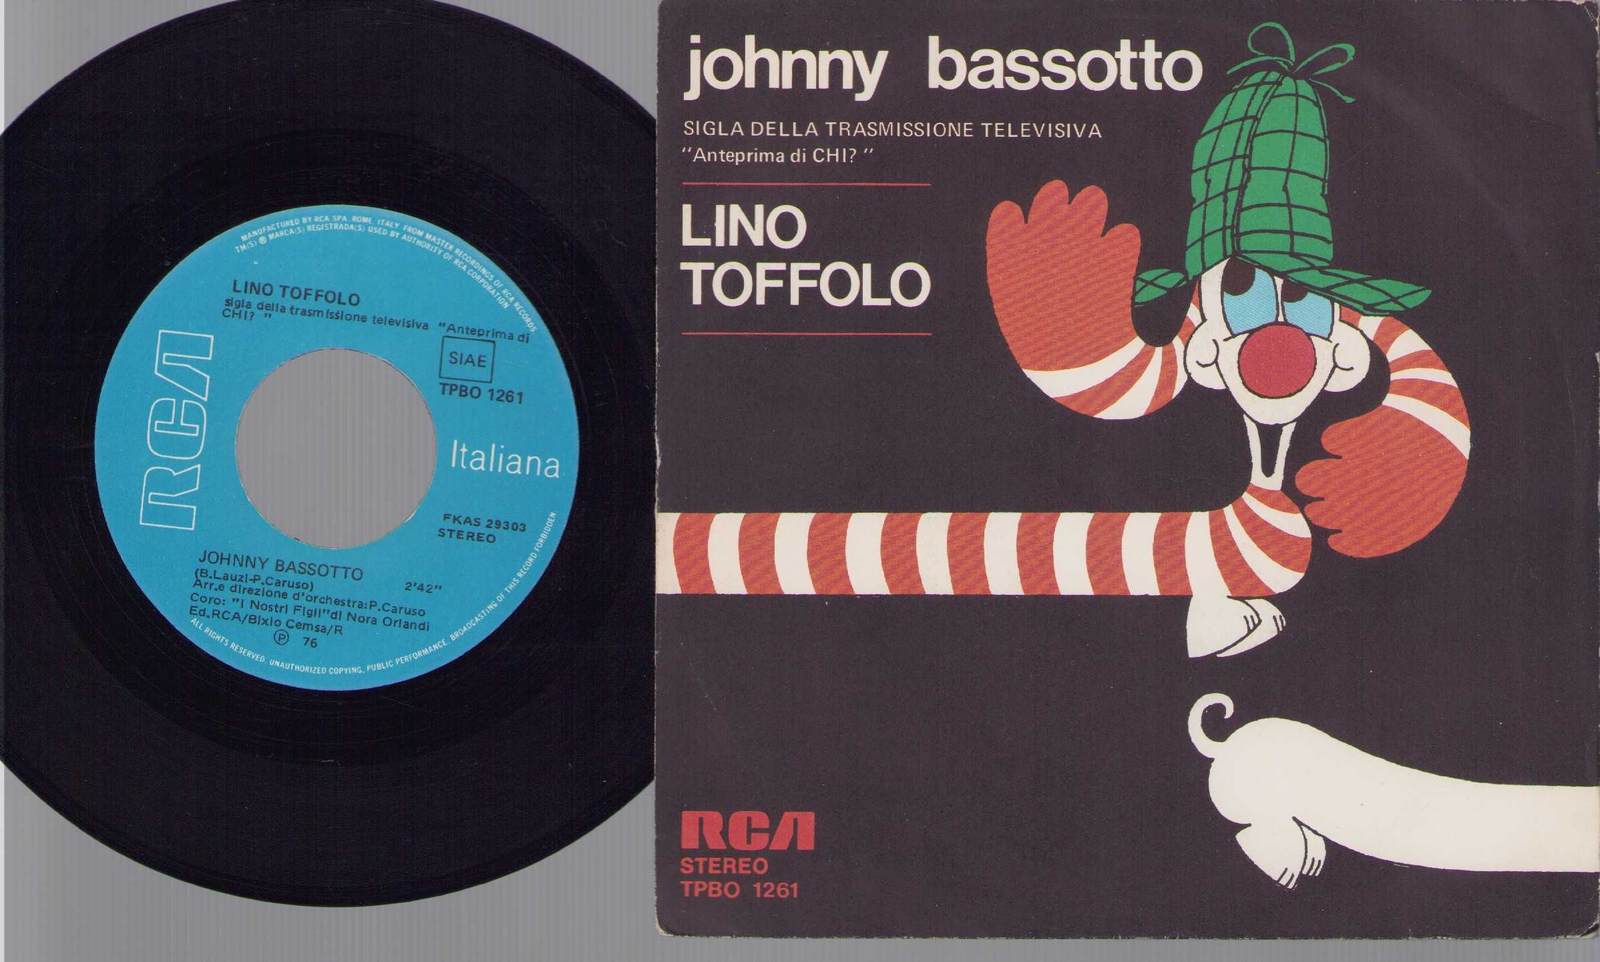 MANUFACTURED BY RCA SPA. ROME, ITALY FROM MASTER RECORDINGS OF RCA RECORDS
TM(S) ® MARCA(S) REGISTRADA(S) USED BY AUTHORITY OF RCA CORPORATION
LINO TOFFOLO
sigla della trasmissione televisiva "Anteprima di
CHI? "
SIAE
TPBO 1261
RCA
Italiana
FKAS 29303
STEREO
JOHNNY BASSOTTO
(B.Lauzi-P.Caruso) 2'42"
Arr.e direzione d'orchestra:P.Caruso
Coro: "I Nostri Figli"di Nora Orlandi
Ed.RCA/Bixio Cemsa/R
Ⓟ 76
ALL RIGHTS RESERVED. UNAUTHORIZED COPYING, PUBLIC PERFORMANCE, BROADCASTING OF THIS RECORD FORBIDDEN
johnny bassotto
SIGLA DELLA TRASMISSIONE TELEVISIVA
"Anteprima di CHI? "
LINO
TOFFOLO
RCA
STEREO
TPBO 1261